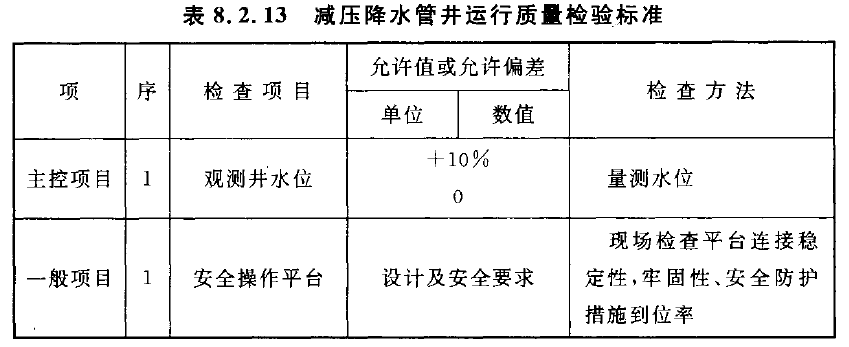 表 8.2.13 减压降水管井运行质量检验标准
项 序 检查项目 允许值或允许偏差 检查方法
单位 数值
主控项目 1 观测井水位 +10% 0 量测水位
一般项目 1 安全操作平台 设计及安全要求 现场检查平台连接稳
定性,牢固性、安全防护
措施到位率